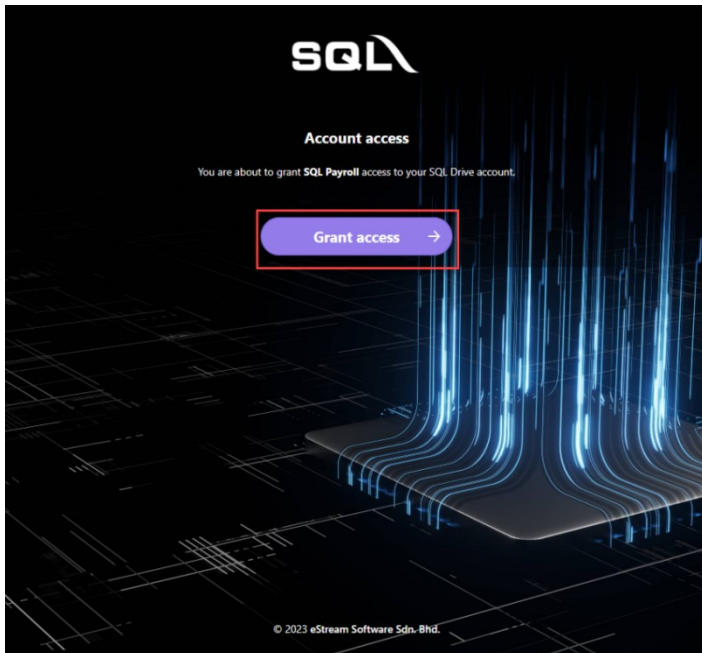 SQL
Account access
You are about to grant SQL Payroll access to your SQL Drive account.
Grant access →
© 2023 eStream Software Sdn. Bhd.